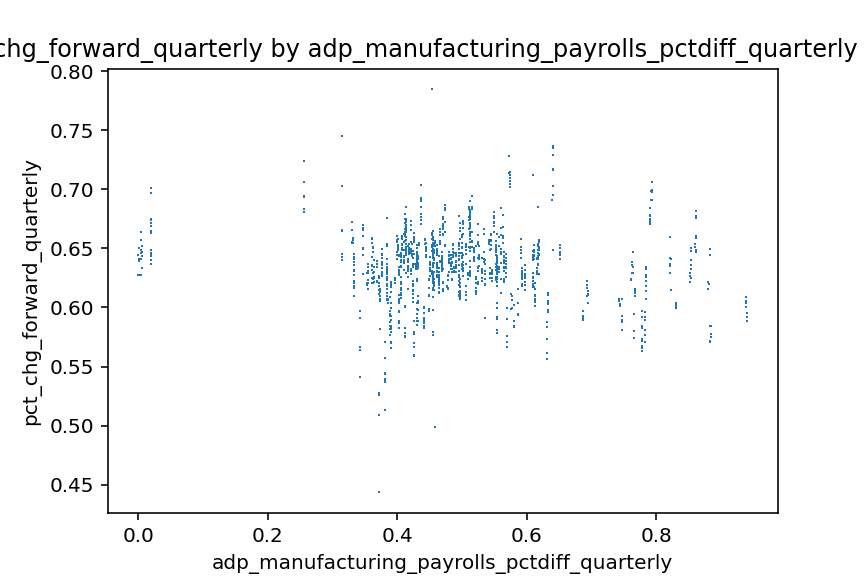 chg_forward_quarterly by adp_manufacturing_payrolls_pctdiff_quarterly
0.80
0.75
0.70
0.65
0.60
0.55
0.50
0.45
pct_chg_forward_quarterly
0.0 0.2 0.4 0.6 0.8
adp_manufacturing_payrolls_pctdiff_quarterly